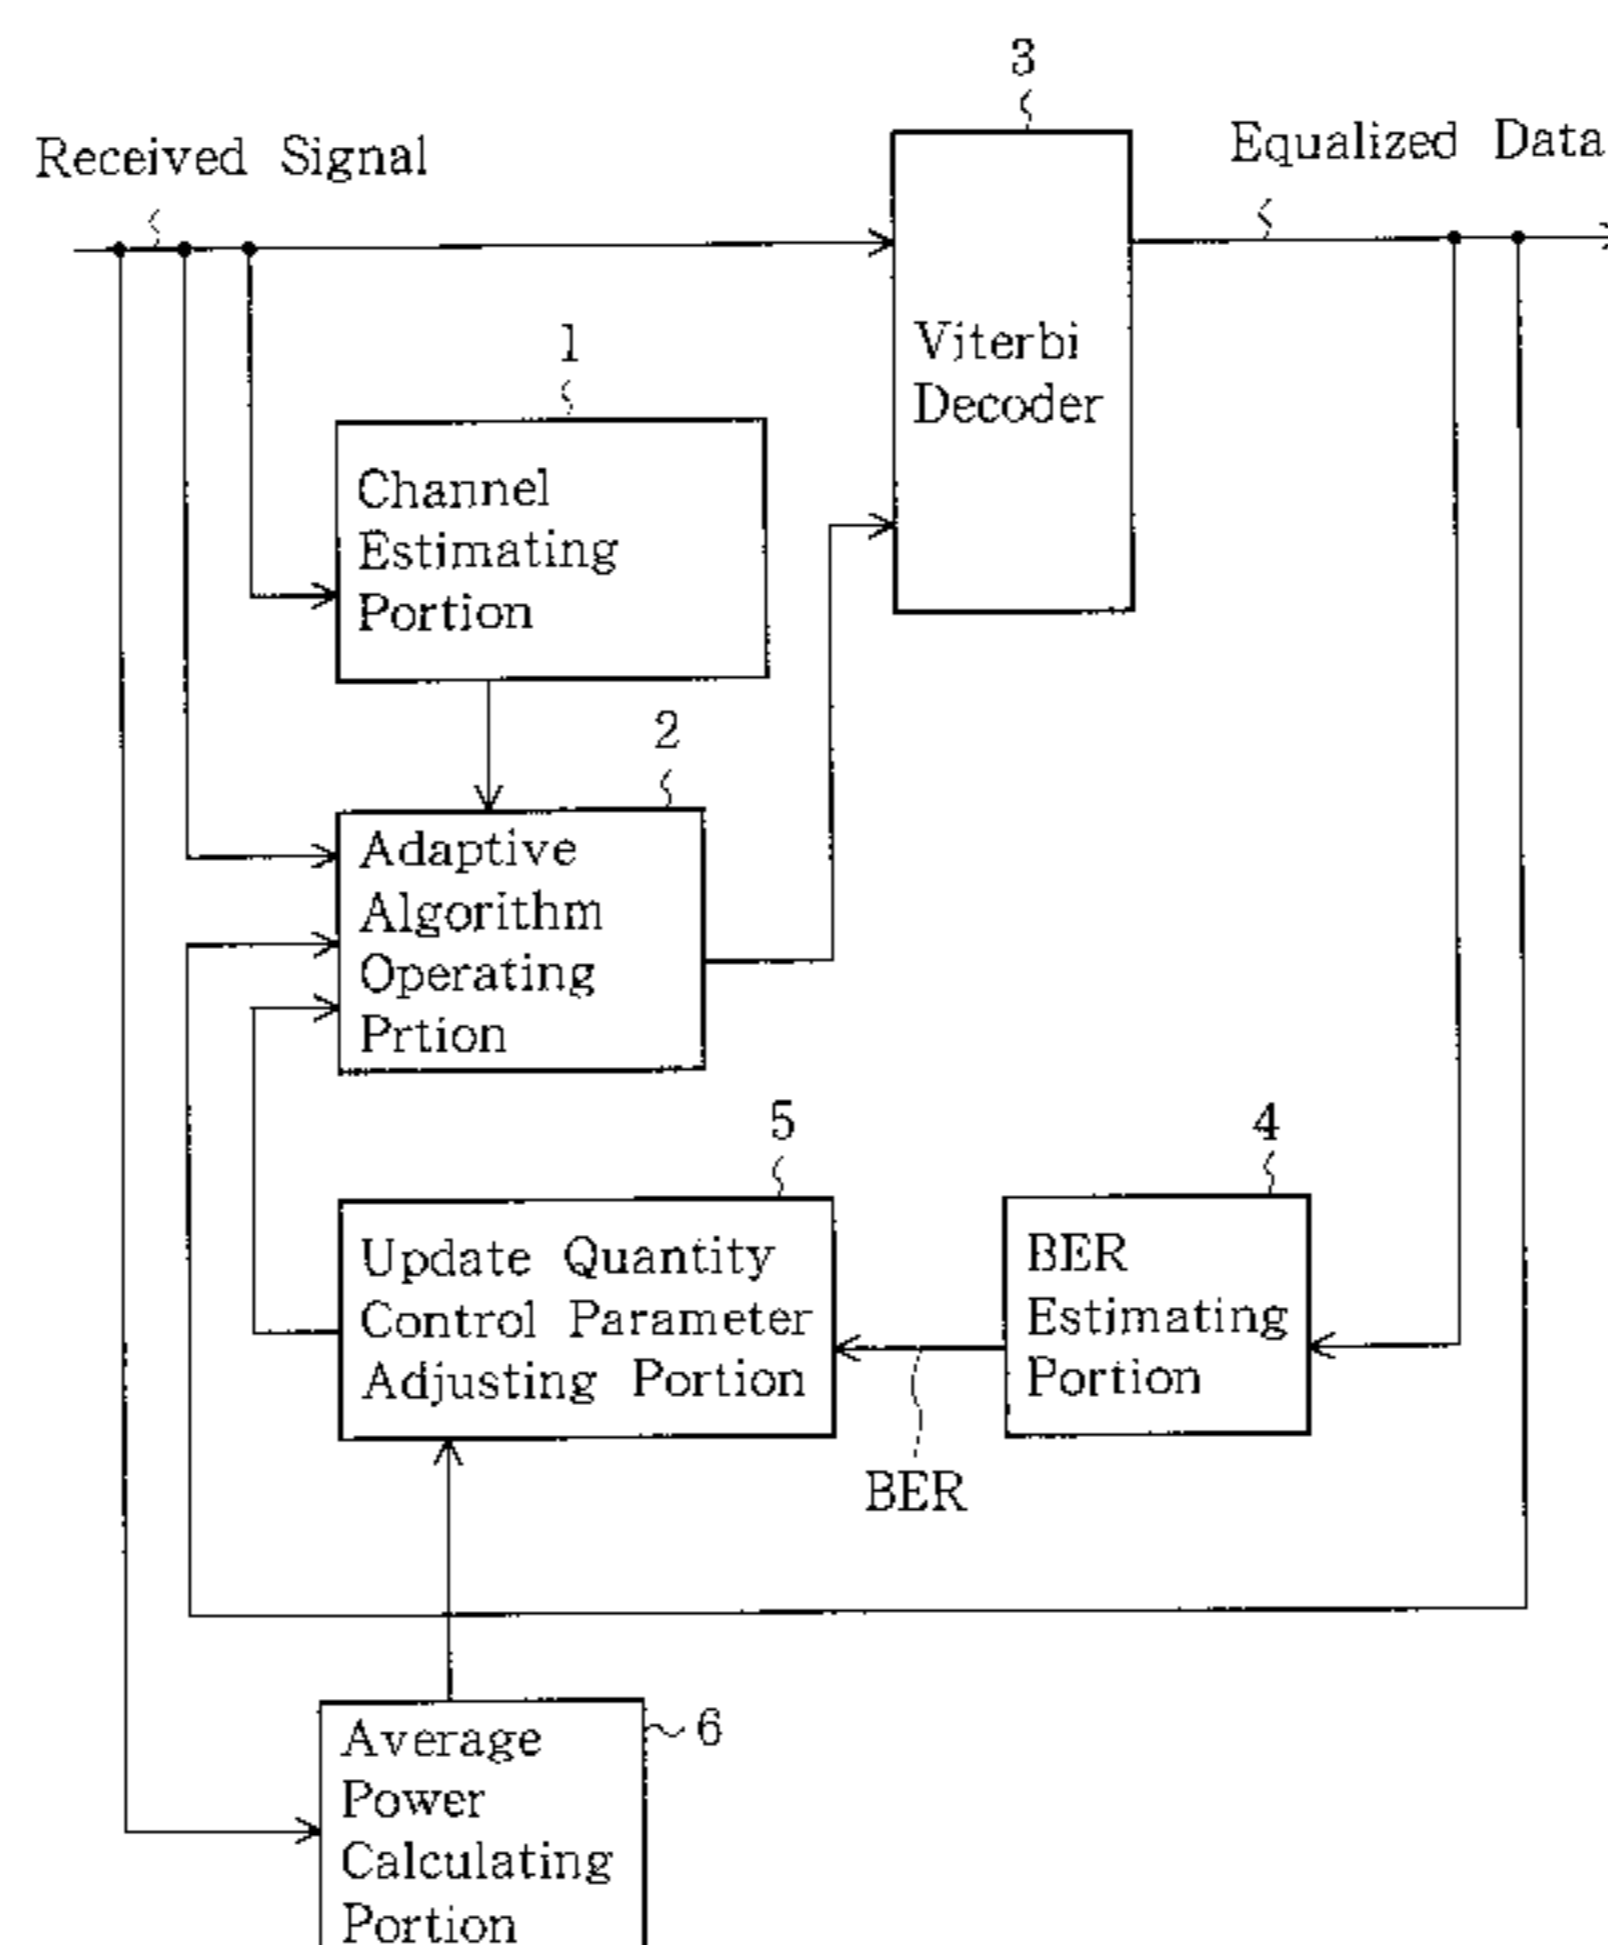 3
Received Signal
Equalized Data
Viterbi
Decoder
1
Channel
Estimating
Portion
2
Adaptive
Algorithm
Operating
Prtion
5
Update Quantity
Control Parameter
Adjusting Portion
4
BER
Estimating
Portion
BER
6
Average
Power
Calculating
Portion